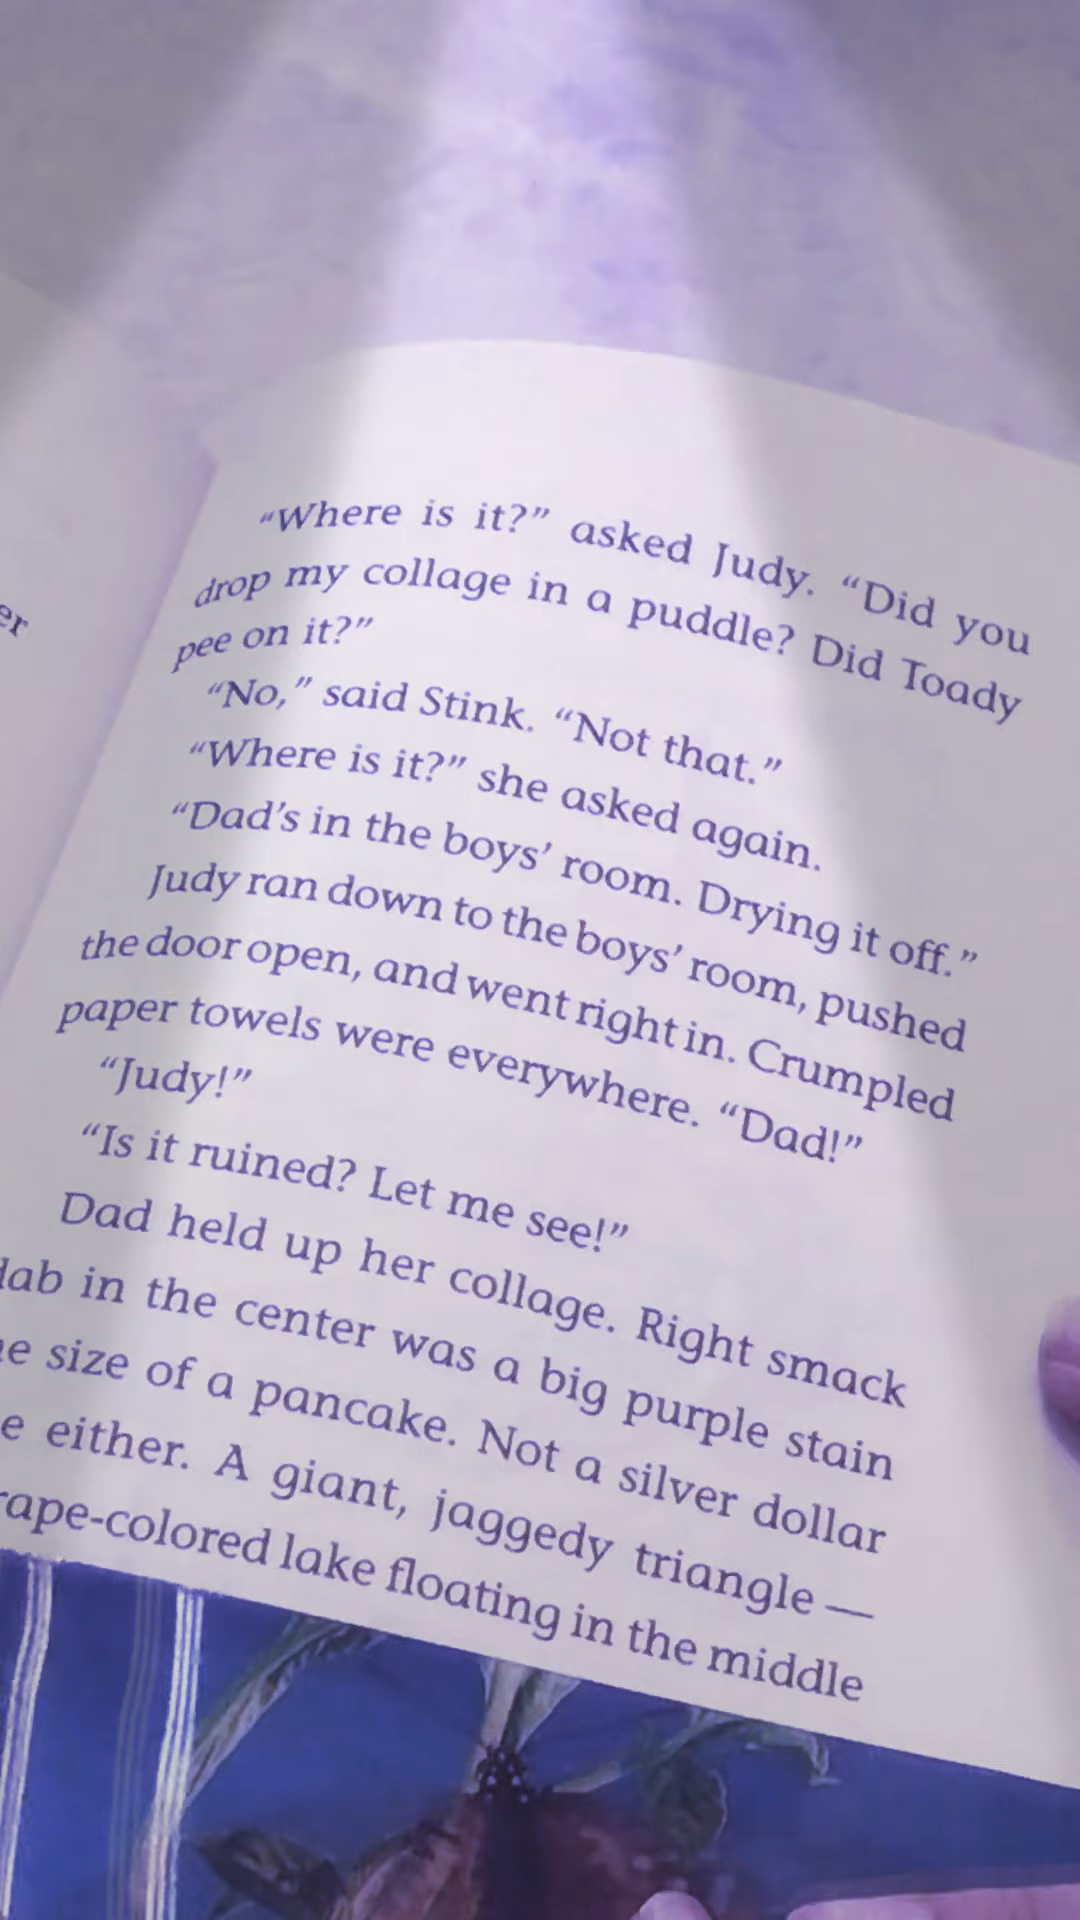 er
“Where is it?” asked Judy. “Did you
drop my collage in a puddle? Did Toady
pee on it?”
“No,” said Stink. “Not that.”
“Where is it?” she asked again.
“Dad’s in the boys’ room. Drying it off.”
Judy ran down to the boys’ room, pushed
the door open, and went right in. Crumpled
paper towels were everywhere. “Dad!”
“Judy!”
“Is it ruined? Let me see!”
Dad held up her collage. Right smack
dab in the center was a big purple stain
e size of a pancake. Not a silver dollar
e either. A giant, jaggedy triangle—
rape-colored lake floating in the middle